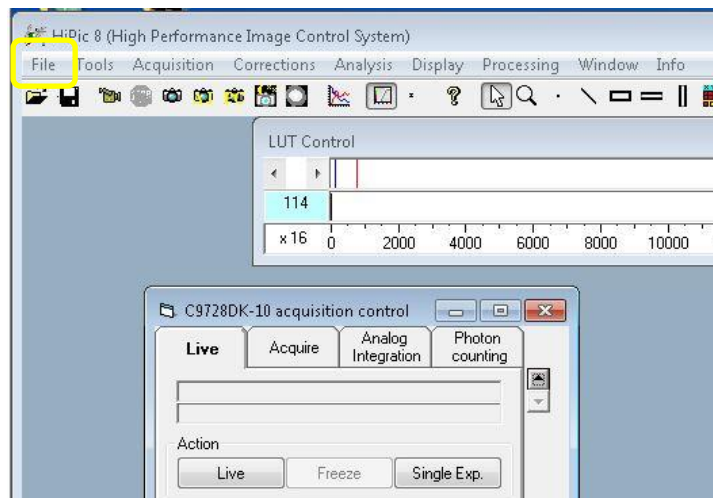 HiPic 8 (High Performance Image Control System)
File Tools Acquisition Corrections Analysis Display Processing Window Info
LUT Control
114
x 16 0 2000 4000 6000 8000 10000
C9728DK-10 acquisition control
Live Acquire Analog Integration Photon counting
Action
Live Freeze Single Exp.